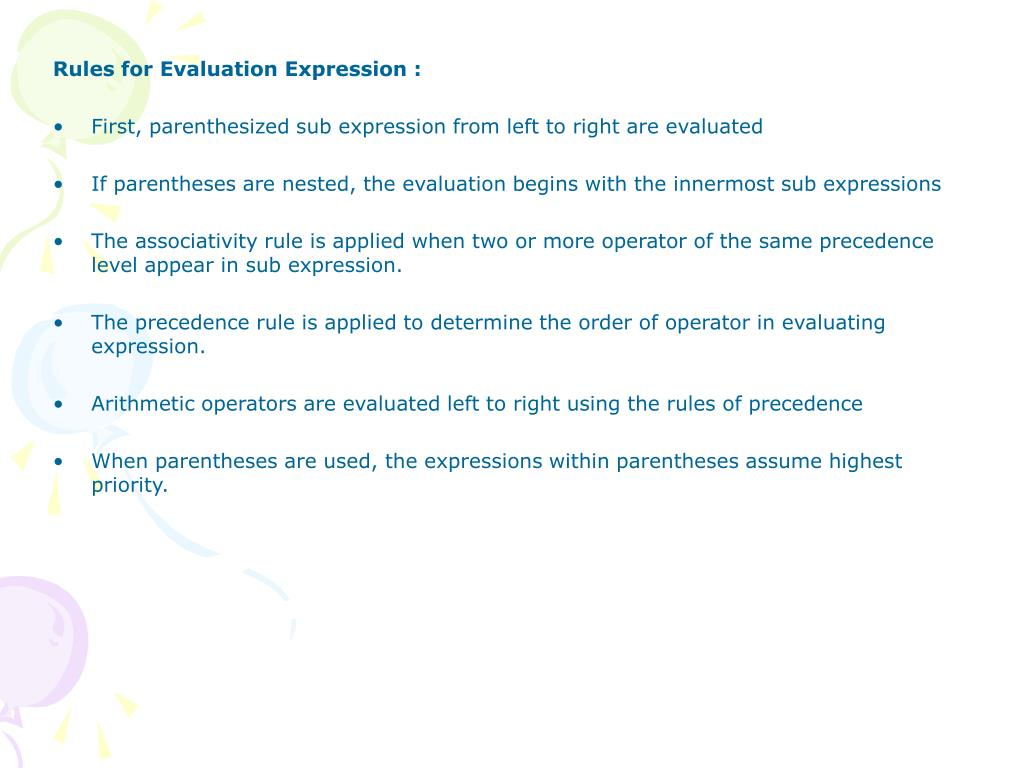 Rules for Evaluation Expression :
• First, parenthesized sub expression from left to right are evaluated
• If parentheses are nested, the evaluation begins with the innermost sub expressions
• The associativity rule is applied when two or more operator of the same precedence
level appear in sub expression.
• The precedence rule is applied to determine the order of operator in evaluating
expression.
• Arithmetic operators are evaluated left to right using the rules of precedence
• When parentheses are used, the expressions within parentheses assume highest
priority.